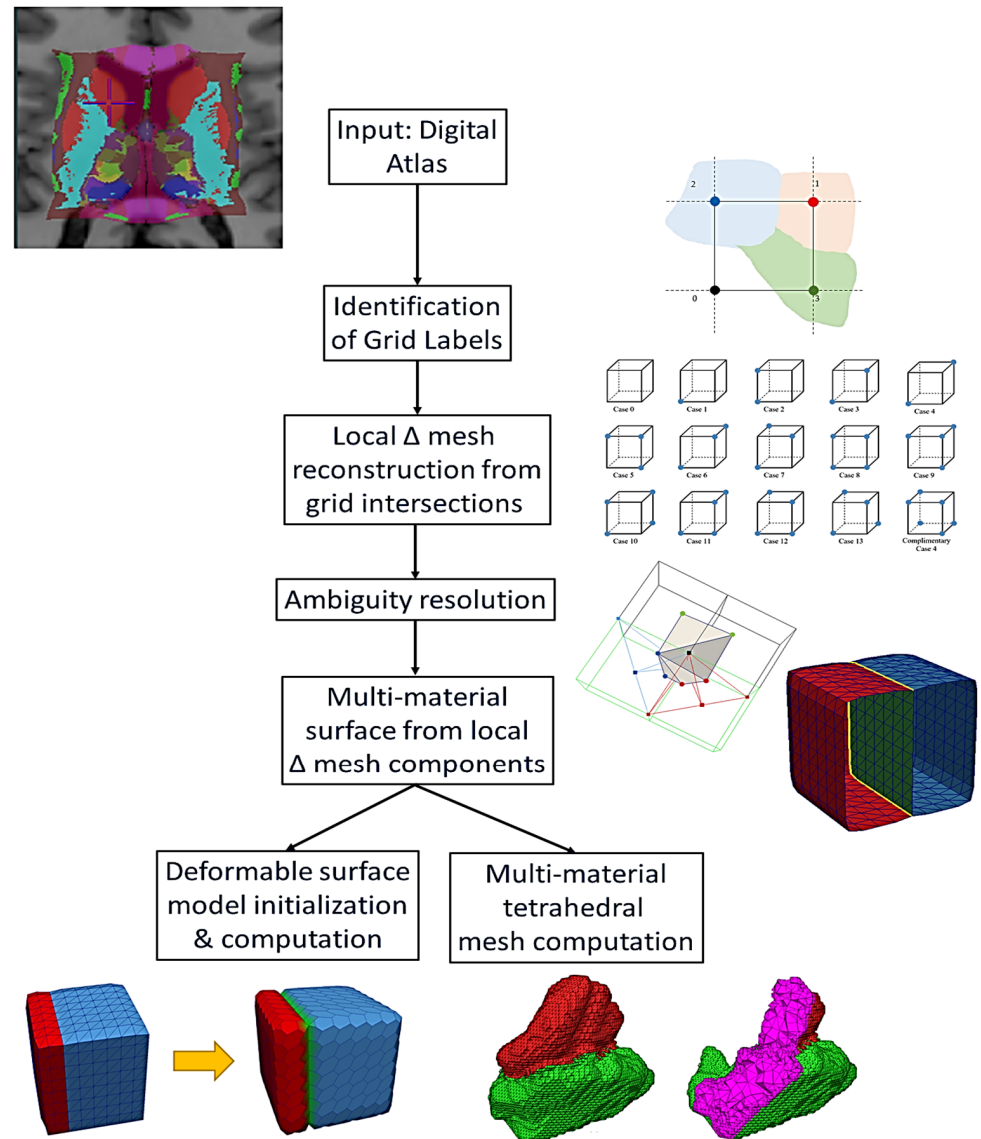 Input: Digital
Atlas
2
1
0
3
Identification
of Grid Labels
Case 0
Case 1
Case 2
Case 3
Case 4
Local Δ mesh
reconstruction from
grid intersections
Case 5
Case 6
Case 7
Case 8
Case 9
Case 10
Case 11
Case 12
Case 13
Complimentary
Case 4
Ambiguity resolution
Multi-material
surface from local
Δ mesh components
Deformable surface
model initialization
& computation
Multi-material
tetrahedral
mesh computation